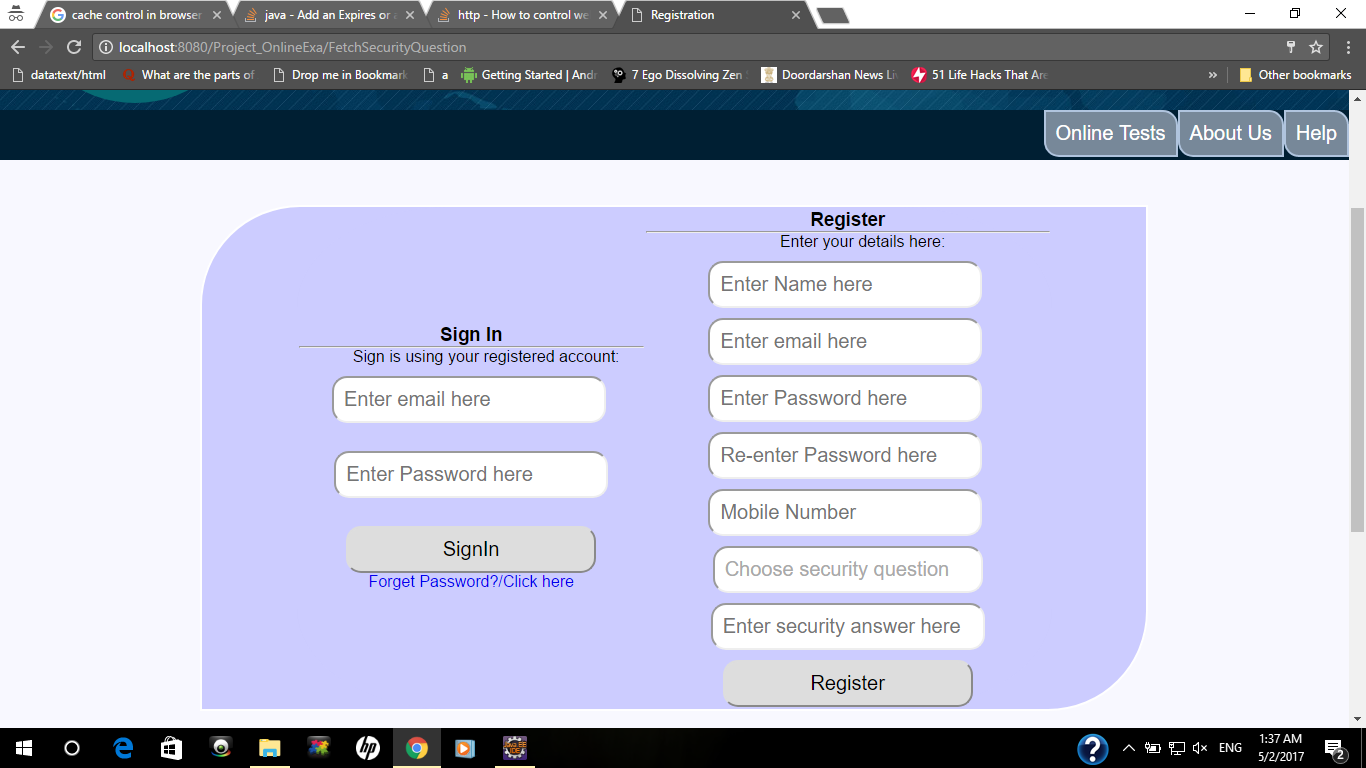 cache control in browser
java - Add an Expires or a
http - How to control we
Registration
localhost:8080/Project_OnlineExa/FetchSecurityQuestion
data:text/html
What are the parts of
Drop me in Bookmark
a
Getting Started | Andr
7 Ego Dissolving Zen
Doordarshan News Li
51 Life Hacks That Are
»
Other bookmarks
Online Tests
About Us
Help
Register
Enter your details here:
Enter Name here
Enter email here
Enter Password here
Re-enter Password here
Mobile Number
Choose security question
Enter security answer here
Register
Sign In
Sign is using your registered account:
Enter email here
Enter Password here
SignIn
Forget Password?/Click here
hp
ENG
1:37 AM
5/2/2017
2